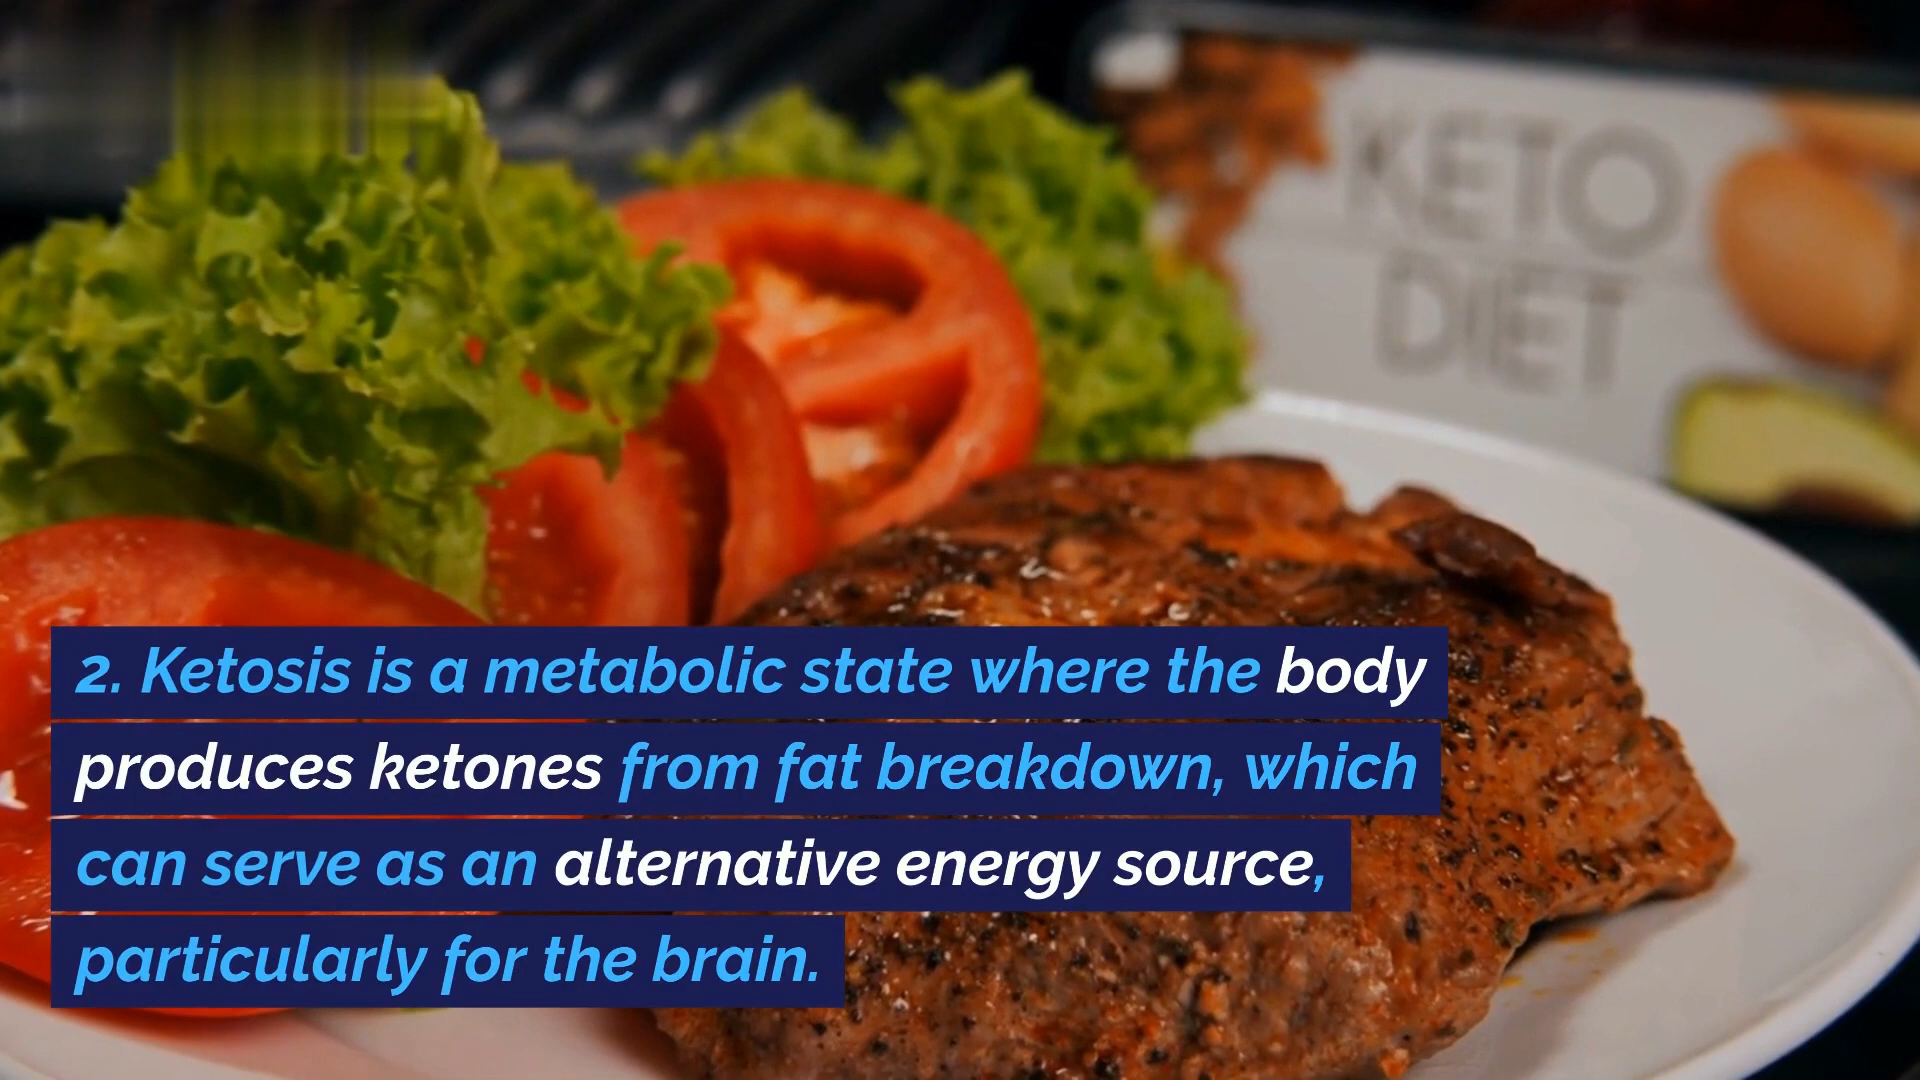 KETO
DIET
2. Ketosis is a metabolic state where the body
produces ketones from fat breakdown, which
can serve as an alternative energy source,
particularly for the brain.